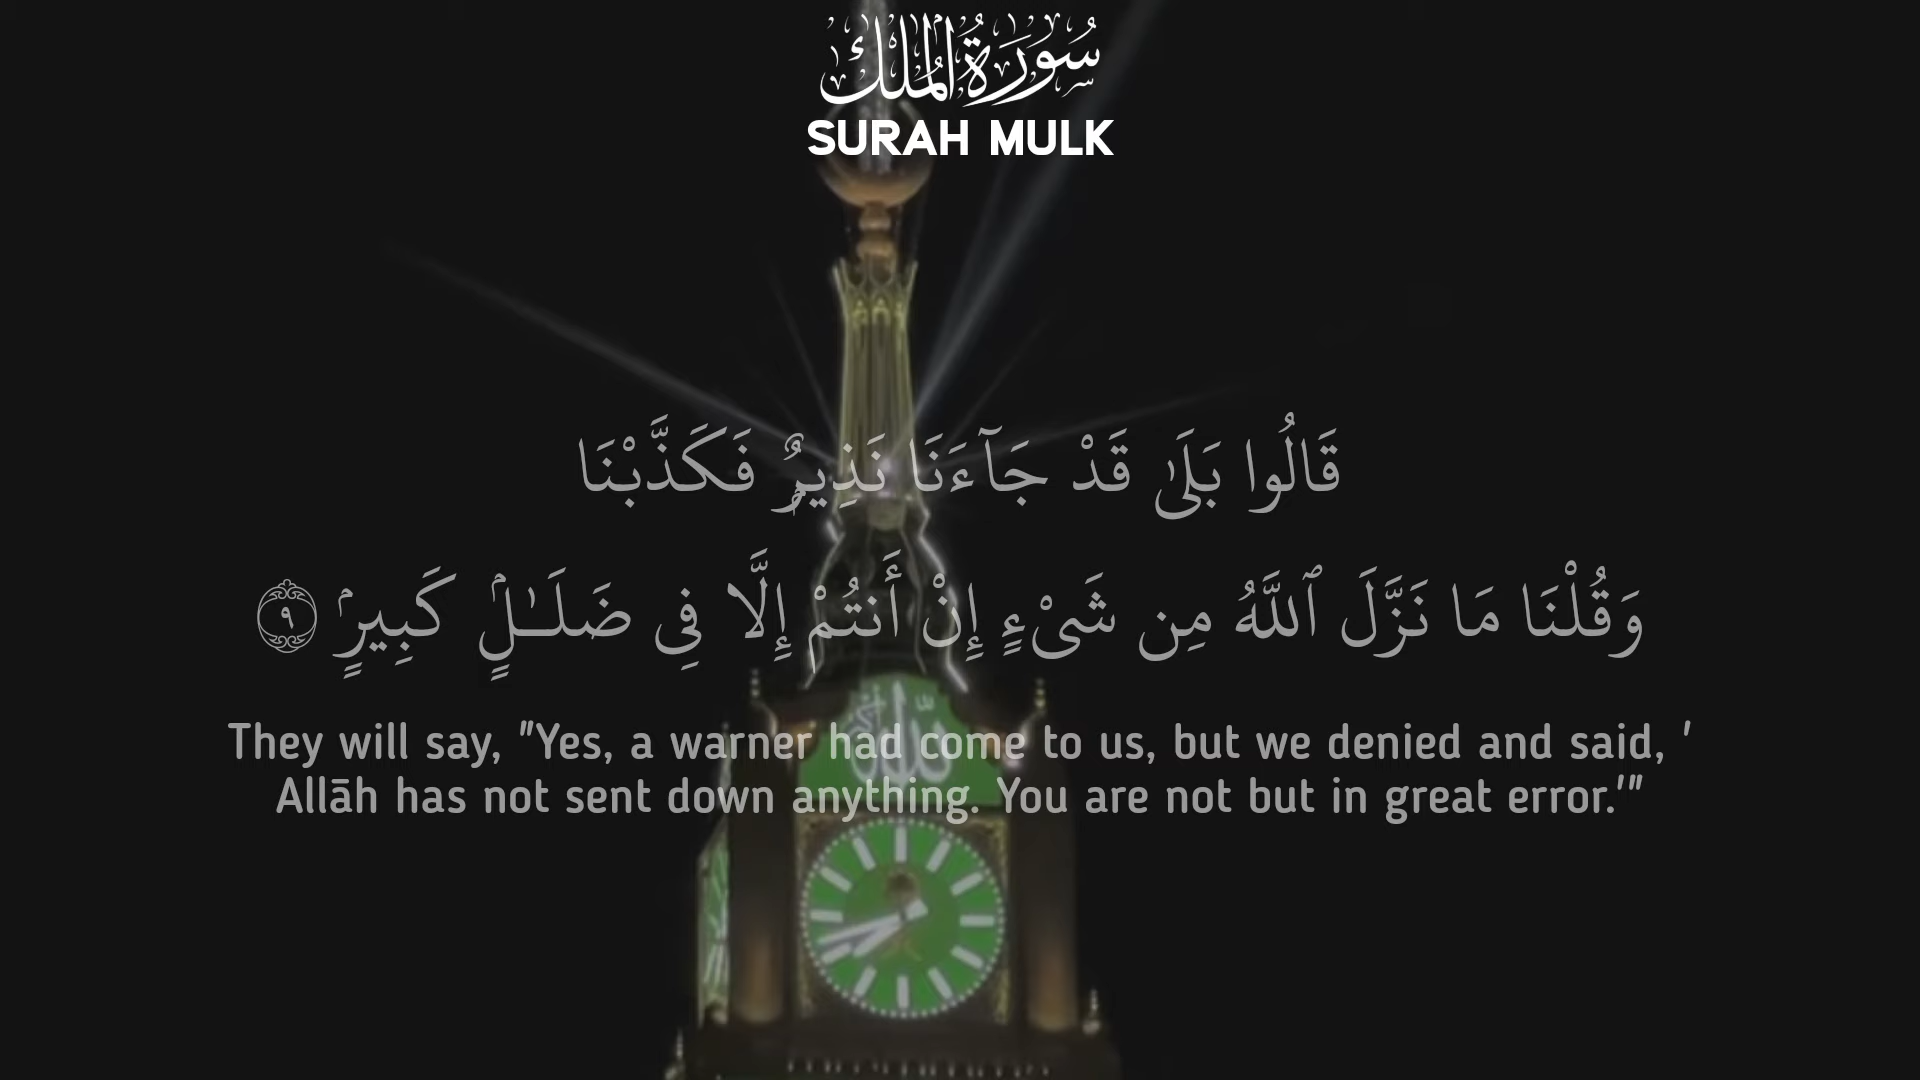 سُورَةُ الْمُلْك
SURAH MULK
قَالُوا بَلَىٰ قَدْ جَآءَنَا نَذِيرٌۭ فَكَذَّبْنَا
وَقُلْنَا مَا نَزَّلَ ٱللَّهُ مِن شَىْءٍ إِنْ أَنتُمْ إِلَّا فِى ضَلَـٰلٍۢ كَبِيرٍۢ ٩
They will say, "Yes, a warner had come to us, but we denied and said, '
Allāh has not sent down anything. You are not but in great error.'"
الله